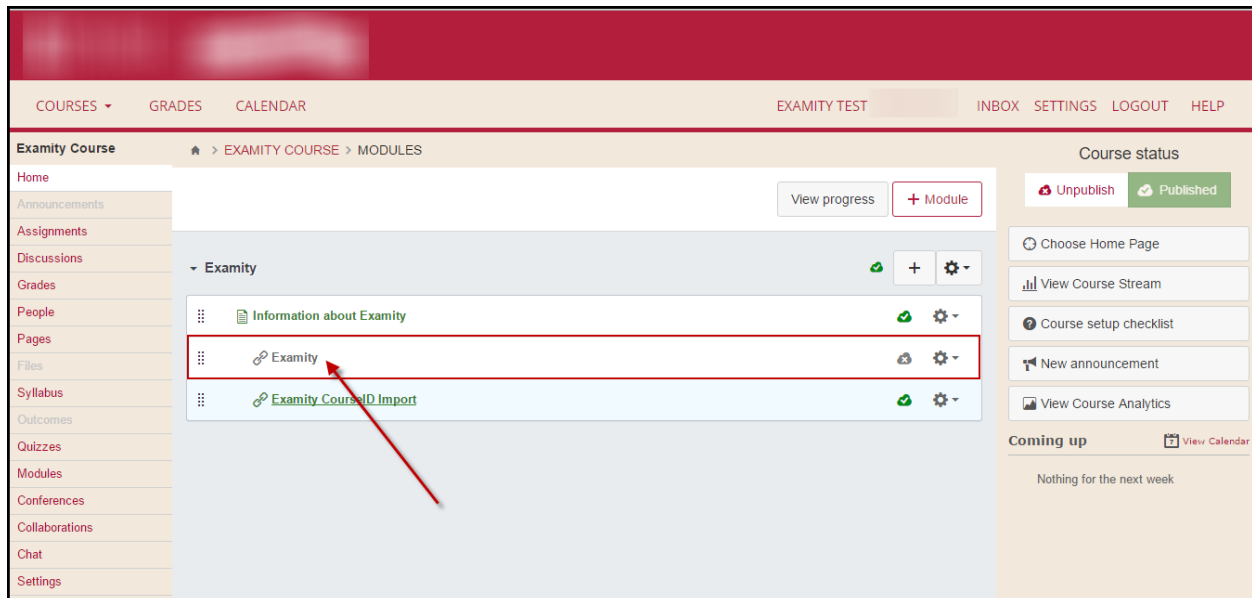 COURSES GRADES CALENDAR EXAMITY TEST INBOX SETTINGS LOGOUT HELP
Examity Course
Home
Announcements
Assignments
Discussions
Grades
People
Pages
Files
Syllabus
Outcomes
Quizzes
Modules
Conferences
Collaborations
Chat
Settings
> EXAMITY COURSE > MODULES
View progress + Module
Examity
+
Information about Examity
Examity
Examity CourseID Import
Course status
Unpublish Published
Choose Home Page
View Course Stream
Course setup checklist
New announcement
View Course Analytics
Coming up View Calendar
Nothing for the next week